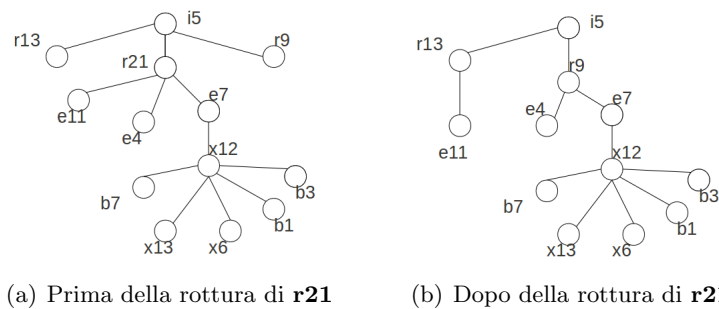 i5
r13
r9
r21
e11
e4
e7
x12
b7
b3
b1
x13
x6
(a) Prima della rottura di r21
i5
r13
r9
e4
e7
e11
x12
b7
b3
b1
x13
x6
(b) Dopo della rottura di